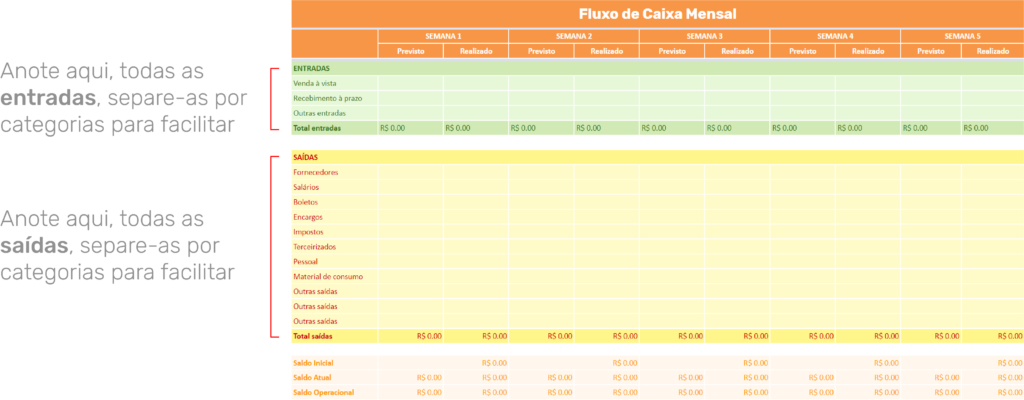 Fluxo de Caixa Mensal
SEMANA 1 SEMANA 2 SEMANA 3 SEMANA 4 SEMANA 5
Previsto Realizado Previsto Realizado Previsto Realizado Previsto Realizado Previsto Realizado
Anote aqui, todas as
entradas, separe-as por
categorias para facilitar
ENTRADAS
Venda à vista
Recebimento à prazo
Outras entradas
Total entradas R$ 0.00 R$ 0.00 R$ 0.00 R$ 0.00 R$ 0.00 R$ 0.00 R$ 0.00 R$ 0.00 R$ 0.00 R$ 0.00
Anote aqui, todas as
saídas, separe-as por
categorias para facilitar
SAÍDAS
Fornecedores
Salários
Boletos
Encargos
Impostos
Terceirizados
Pessoal
Material de consumo
Outras saídas
Outras saídas
Outras saídas
Total saídas R$ 0.00 R$ 0.00 R$ 0.00 R$ 0.00 R$ 0.00 R$ 0.00 R$ 0.00 R$ 0.00 R$ 0.00 R$ 0.00
Saldo Inicial R$ 0.00 R$ 0.00 R$ 0.00 R$ 0.00 R$ 0.00
Saldo Atual R$ 0.00 R$ 0.00 R$ 0.00 R$ 0.00 R$ 0.00 R$ 0.00 R$ 0.00 R$ 0.00 R$ 0.00 R$ 0.00
Saldo Operacional R$ 0.00 R$ 0.00 R$ 0.00 R$ 0.00 R$ 0.00 R$ 0.00 R$ 0.00 R$ 0.00 R$ 0.00 R$ 0.00